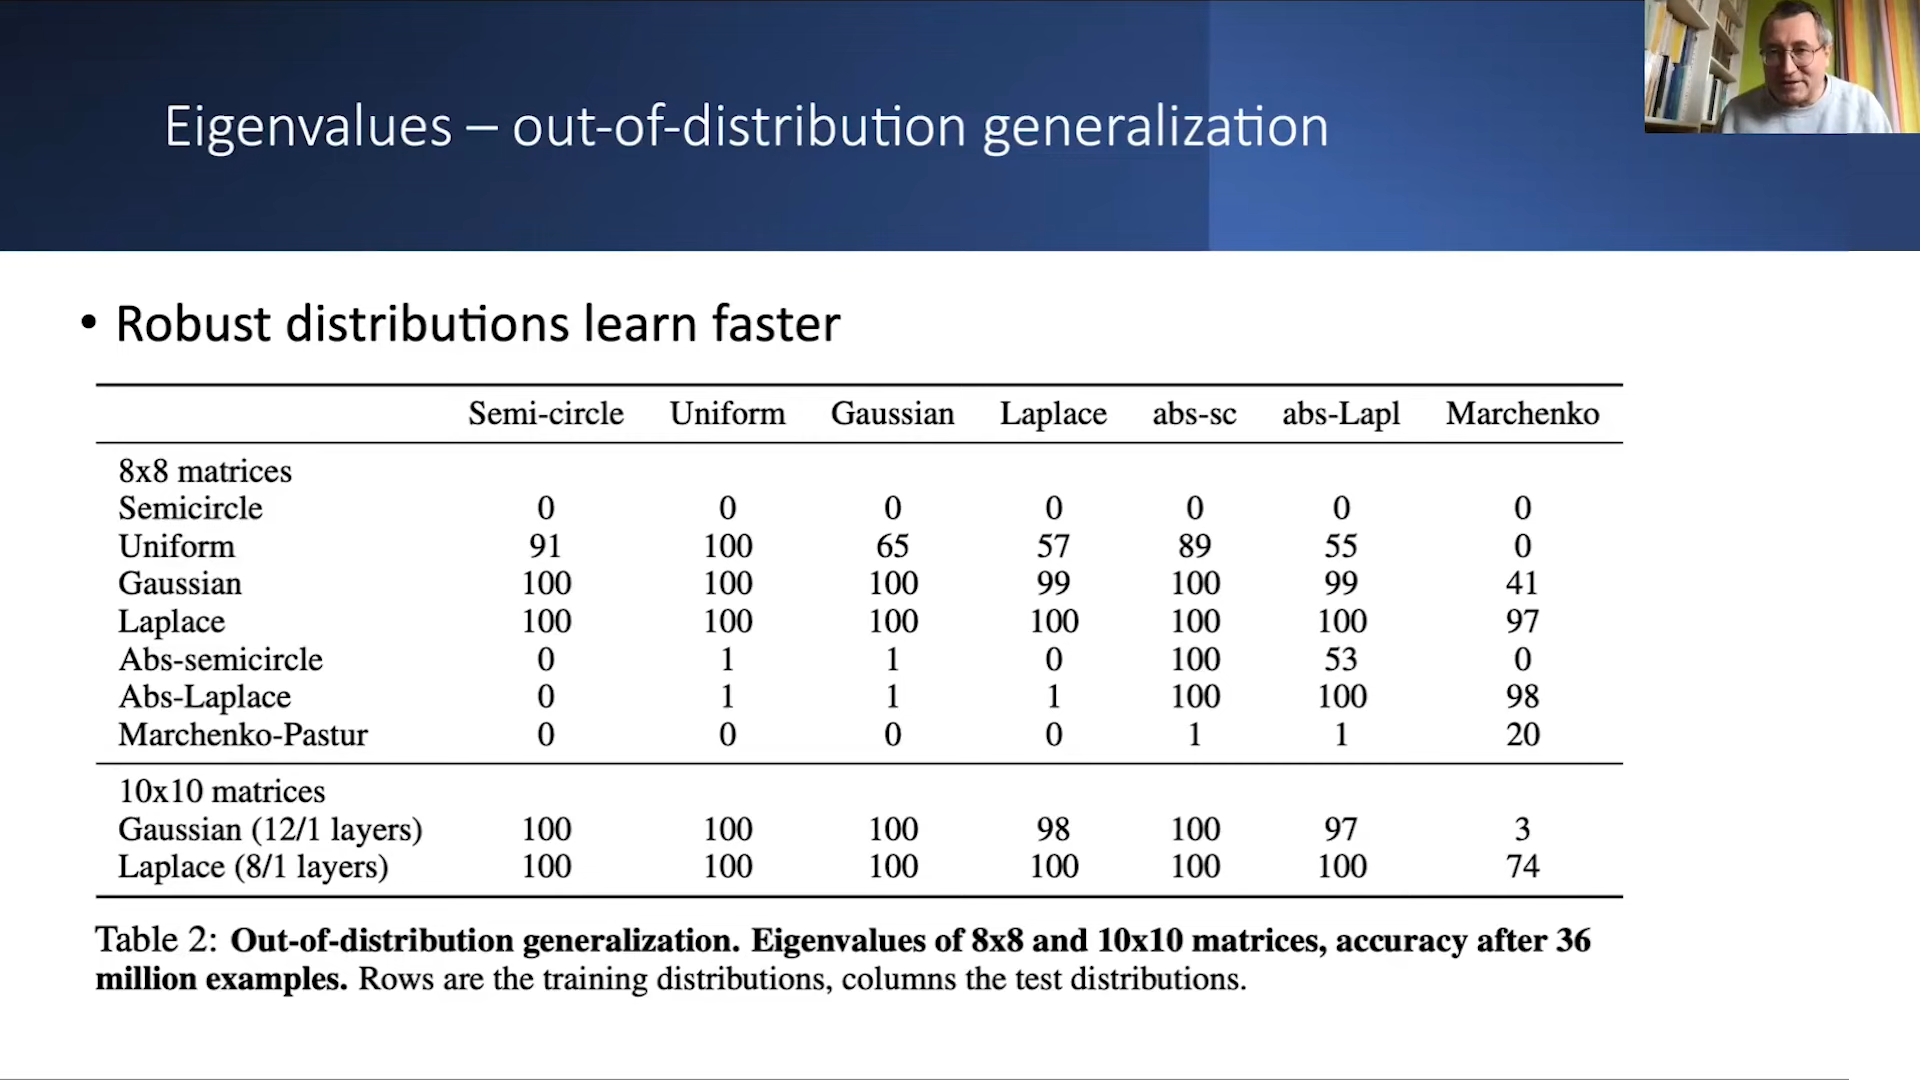 Eigenvalues – out-of-distribution generalization
• Robust distributions learn faster
Semi-circle Uniform Gaussian Laplace abs-sc abs-Lapl Marchenko
8x8 matrices
Semicircle 0 0 0 0 0 0 0
Uniform 91 100 65 57 89 55 0
Gaussian 100 100 100 99 100 99 41
Laplace 100 100 100 100 100 100 97
Abs-semicircle 0 1 1 0 100 53 0
Abs-Laplace 0 1 1 1 100 100 98
Marchenko-Pastur 0 0 0 0 1 1 20
10x10 matrices
Gaussian (12/1 layers) 100 100 100 98 100 97 3
Laplace (8/1 layers) 100 100 100 100 100 100 74
Table 2: Out-of-distribution generalization. Eigenvalues of 8x8 and 10x10 matrices, accuracy after 36
million examples. Rows are the training distributions, columns the test distributions.